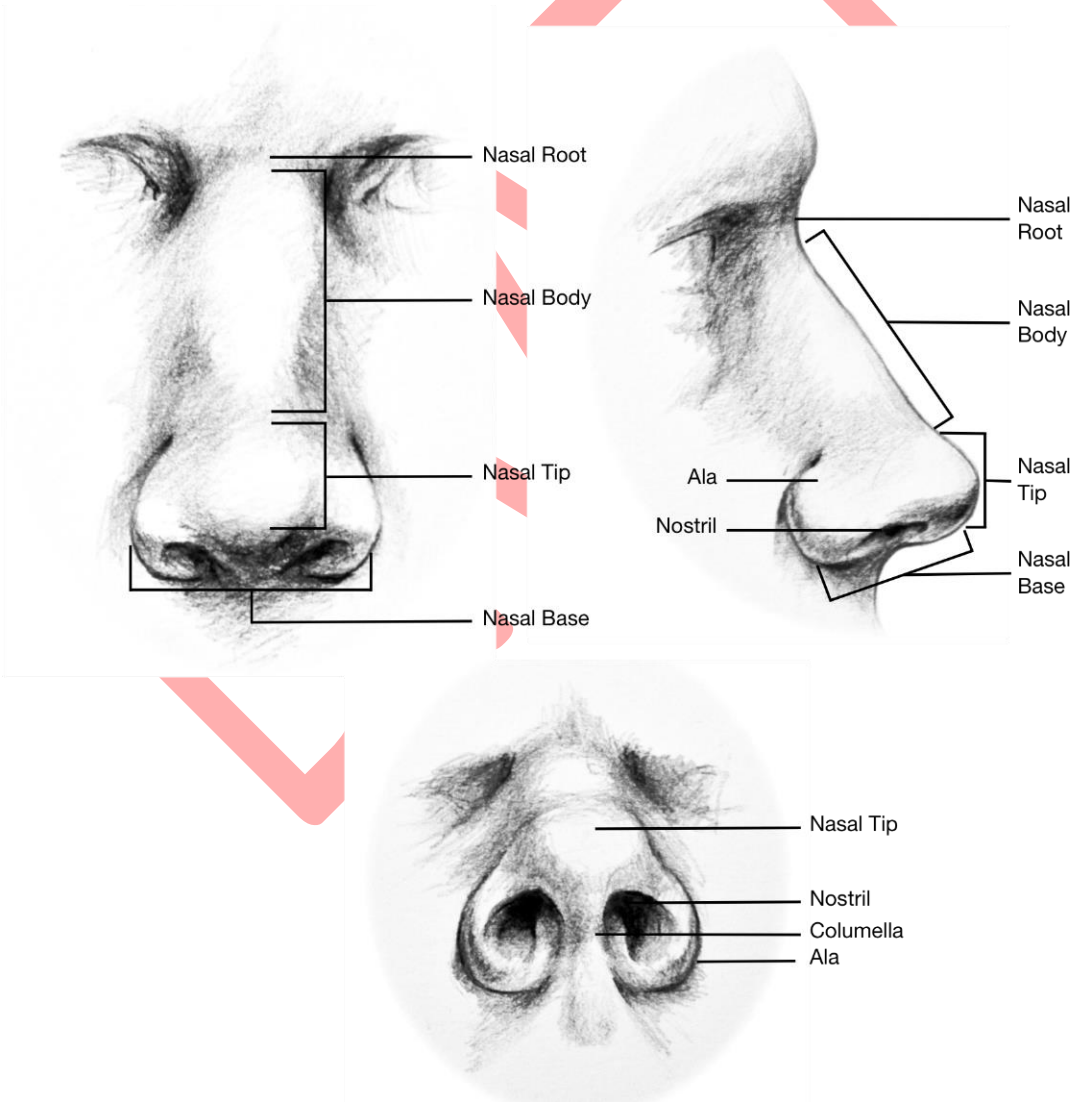 Nasal Root
Nasal Body
Nasal Tip
Nasal Base
Nasal
Root
Nasal
Body
Ala
Nasal
Tip
Nostril
Nasal
Base
Nasal Tip
Nostril
Columella
Ala